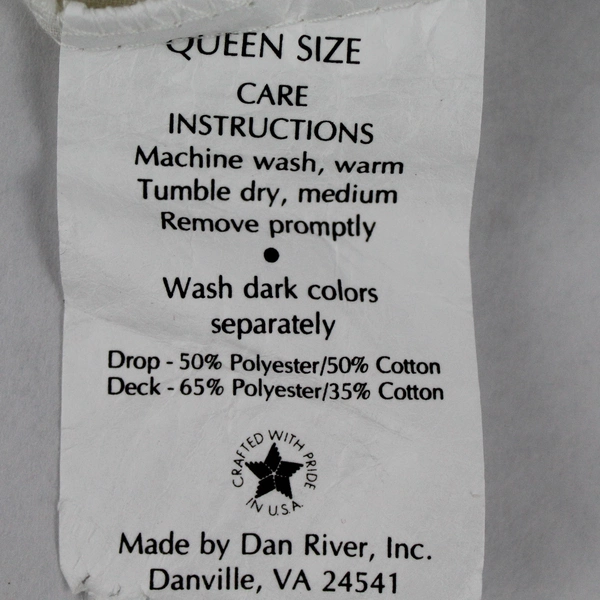 QUEEN SIZE
CARE
INSTRUCTIONS
Machine wash, warm
Tumble dry, medium
Remove promptly
•
Wash dark colors
separately
Drop - 50% Polyester/50% Cotton
Deck - 65% Polyester/35% Cotton
CRAFTED WITH PRIDE
IN U.S.A.
Made by Dan River, Inc.
Danville, VA 24541